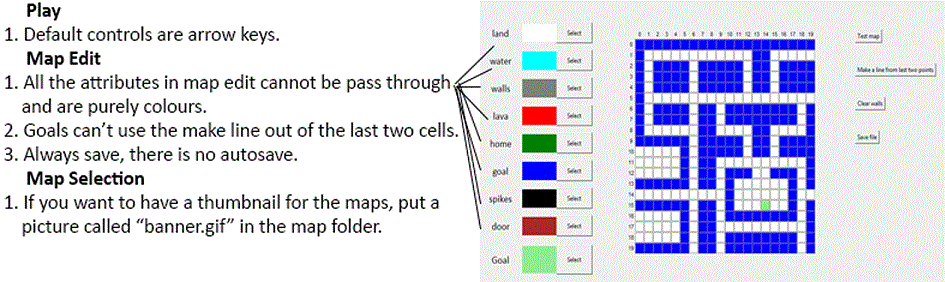 Play
1. Default controls are arrow keys.
Map Edit
1. All the attributes in map edit cannot be pass through
and are purely colours.
2. Goals can't use the make line out of the last two cells.
3. Always save, there is no autosave.
Map Selection
1. If you want to have a thumbnail for the maps, put a
picture called “banner.gif” in the map folder.
land Select
water Select
walls Select
lava Select
home Select
goal Select
spikes Select
door Select
Goal Select
0 1 2 3 4 5 6 7 8 9 10 11 12 13 14 15 16 17 18 19
0
1
2
3
4
5
6
7
8
9
10
11
12
13
14
15
16
17
18
19
Test map
Make a line from last two points
Clear walls
Save file